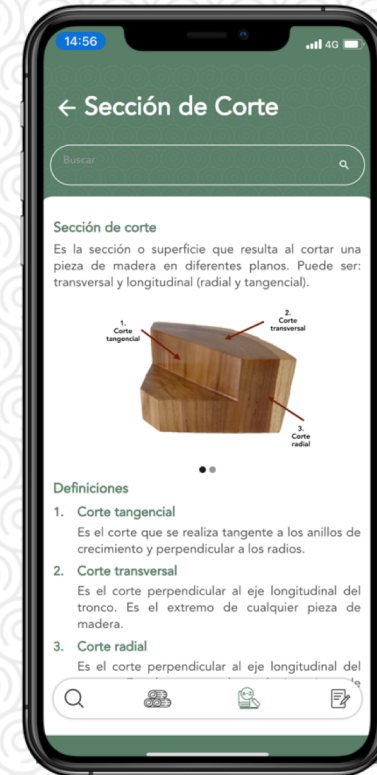 14:56
4G
← Sección de Corte
Buscar
Sección de corte
Es la sección o superficie que resulta al cortar una
pieza de madera en diferentes planos. Puede ser:
transversal y longitudinal (radial y tangencial).
1.
Corte
tangencial
2.
Corte
transversal
3.
Corte
radial
Definiciones
1. Corte tangencial
Es el corte que se realiza tangente a los anillos de
crecimiento y perpendicular a los radios.
2. Corte transversal
Es el corte perpendicular al eje longitudinal del
tronco. Es el extremo de cualquier pieza de
madera.
3. Corte radial
Es el corte perpendicular al eje longitudinal del